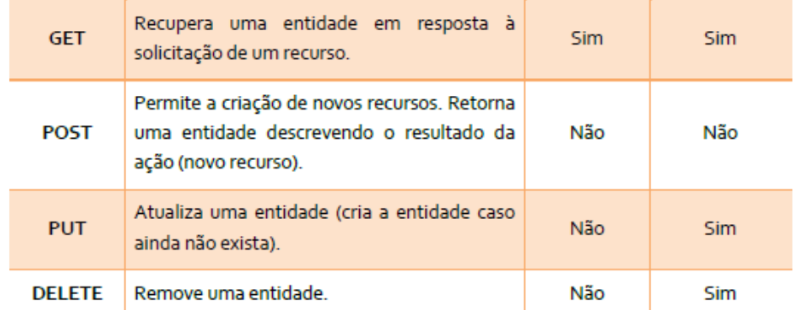 GET
Recupera uma entidade em resposta à
solicitação de um recurso.
Sim
Sim
POST
Permite a criação de novos recursos. Retorna
uma entidade descrevendo o resultado da
ação (novo recurso).
Não
Não
PUT
Atualiza uma entidade (cria a entidade caso
ainda não exista).
Não
Sim
DELETE
Remove uma entidade.
Não
Sim